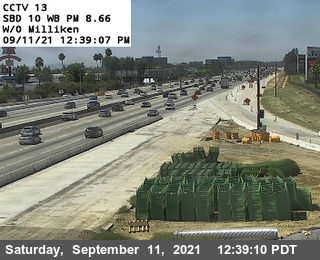 CCTV 13
SBD 10 WB PM 8.66
W/O Milliken
09/11/21 12:39:07 PM
Saturday, September 11, 2021 12:39:10 PDT